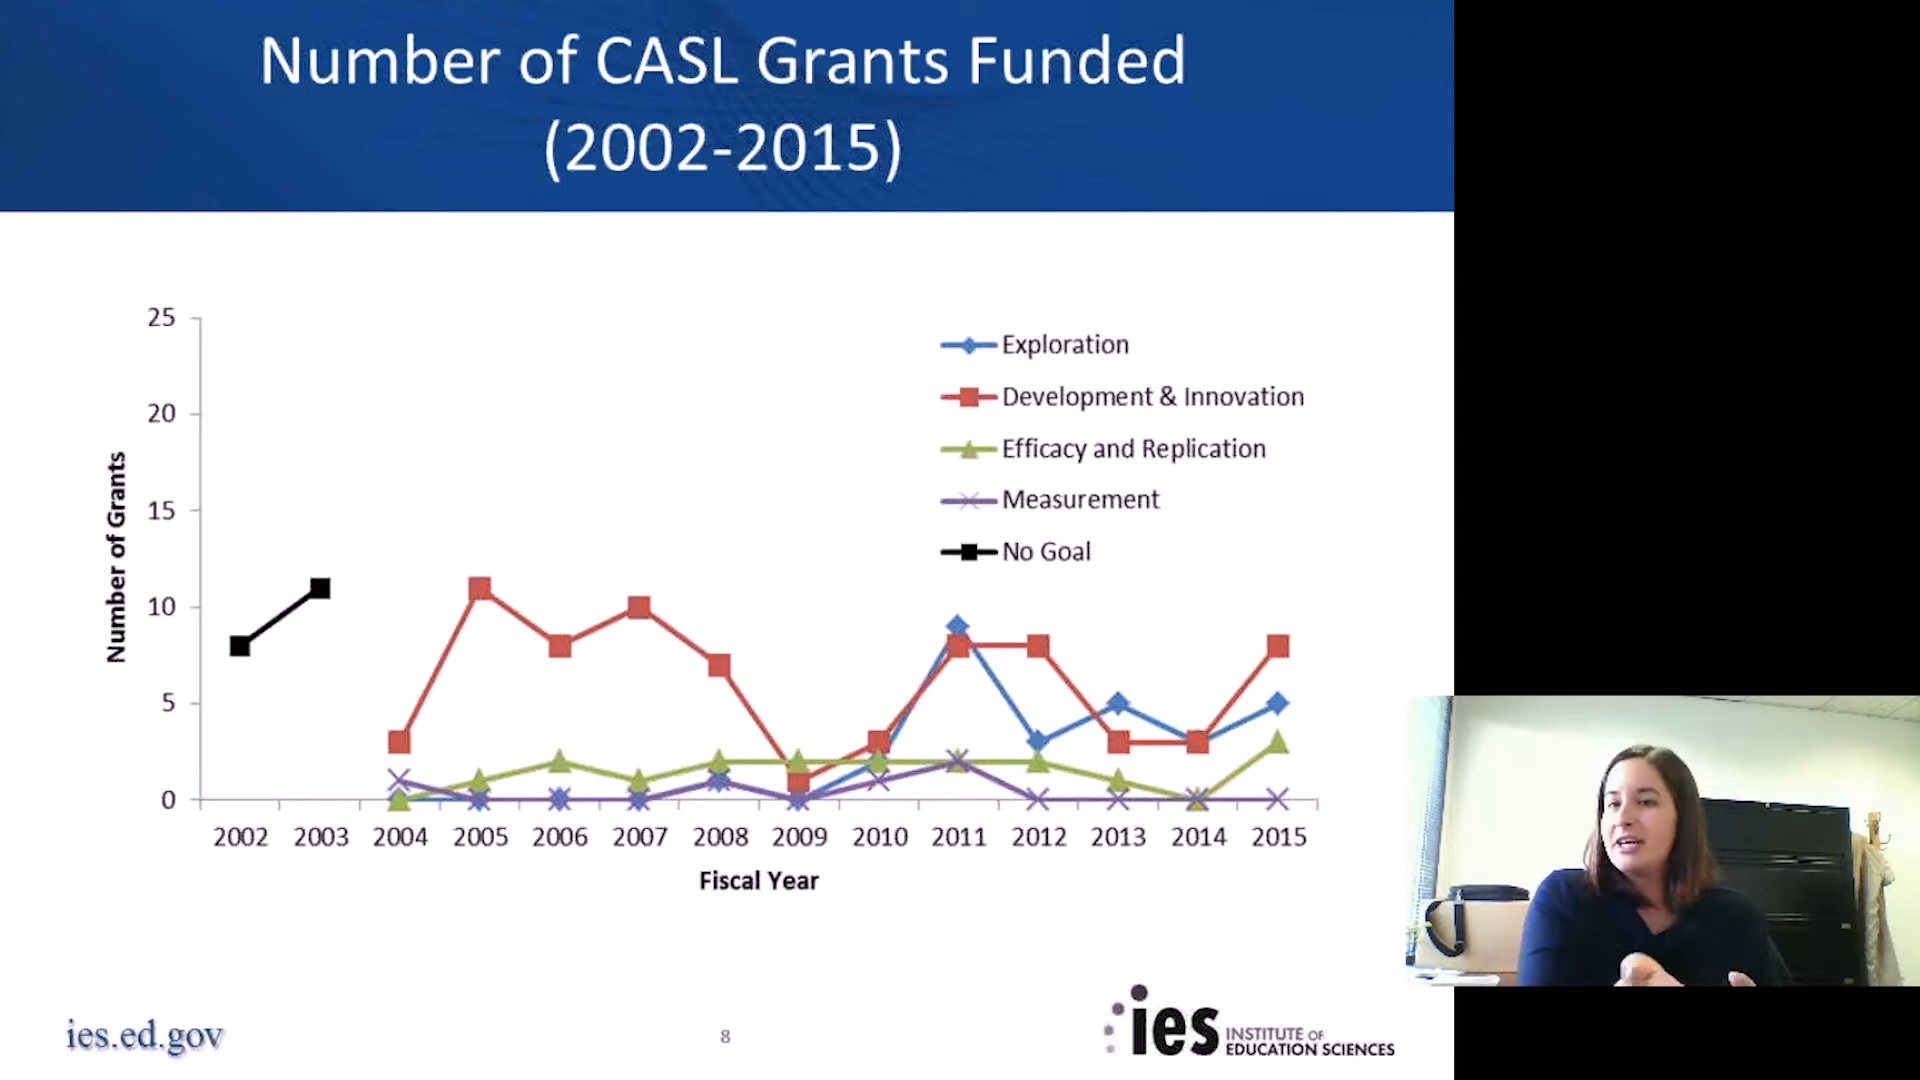 Number of CASL Grants Funded
(2002-2015)
25
20
15
10
5
0
Number of Grants
Exploration
Development & Innovation
Efficacy and Replication
Measurement
No Goal
2002 2003 2004 2005 2006 2007 2008 2009 2010 2011 2012 2013 2014 2015
Fiscal Year
ies.ed.gov
8
ies INSTITUTE OF
EDUCATION SCIENCES